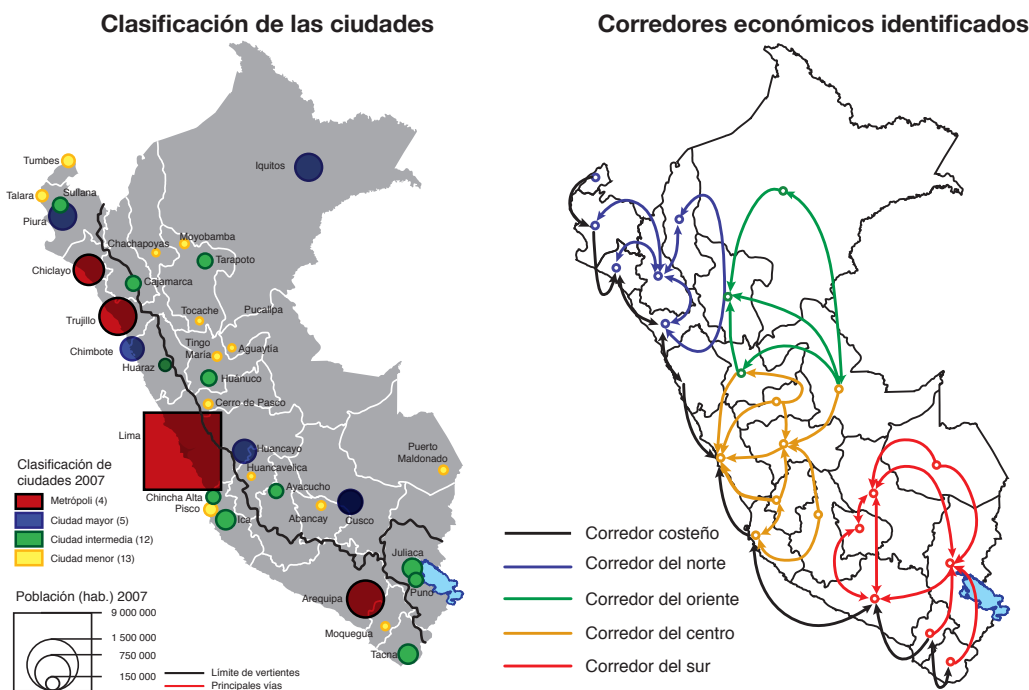 Clasificación de las ciudades
Tumbes
Talara
Sullana
Piura
Iquitos
Chachapoyas
Moyobamba
Tarapoto
Chiclayo
Cajamarca
Trujillo
Tocache
Pucallpa
Chimbote
Tingo
María
Aguaytía
Huaraz
Huánuco
Cerro de Pasco
Lima
Huancayo
Huancavelica
Puerto
Maldonado
Ayacucho
Chincha Alta
Pisco
Abancay
Cusco
Ica
Juliaca
Puno
Arequipa
Moquegua
Tacna
Clasificación de
ciudades 2007
Metrópoli (4)
Ciudad mayor (5)
Ciudad intermedia (12)
Ciudad menor (13)
Población (hab.) 2007
9 000 000
1 500 000
750 000
150 000
Límite de vertientes
Principales vías
Corredores económicos identificados
Corredor costeño
Corredor del norte
Corredor del oriente
Corredor del centro
Corredor del sur